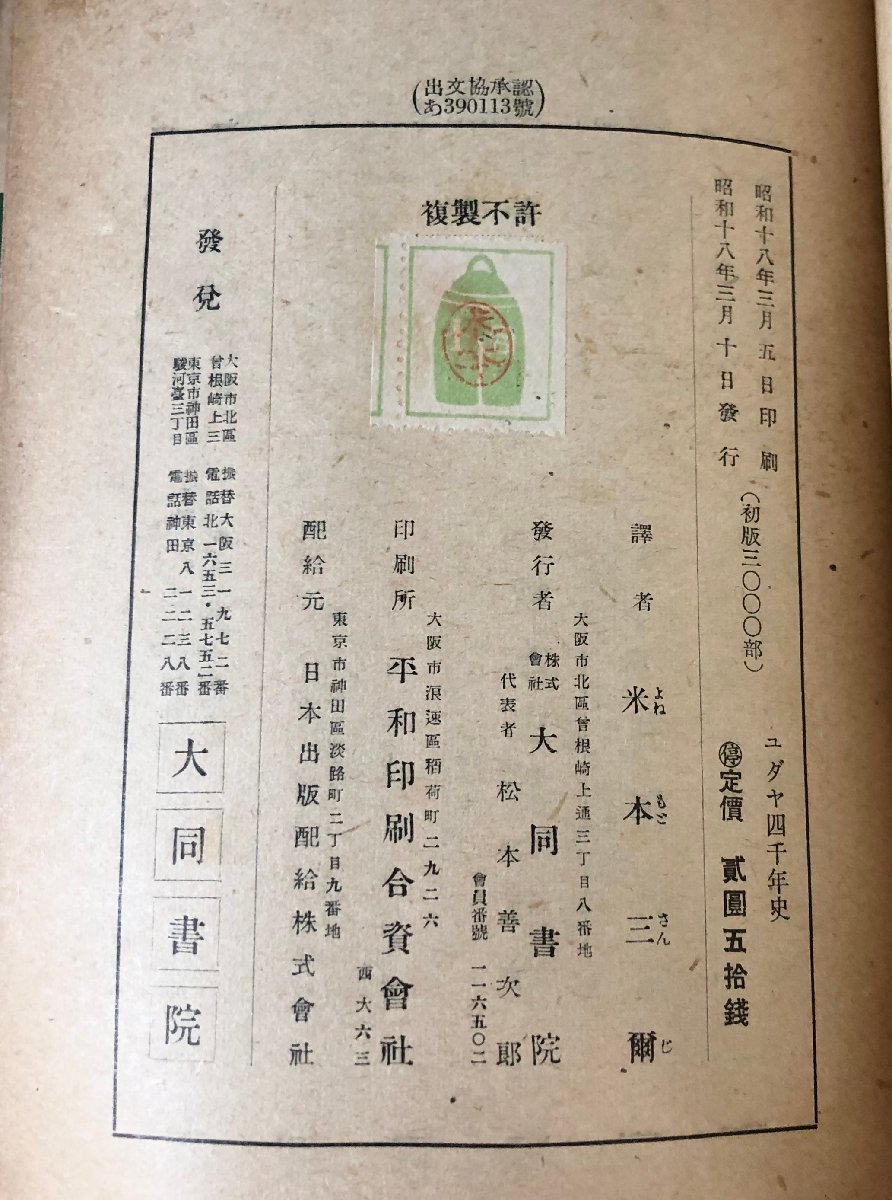 (出文協承認
あ390113號)
昭和十八年三月五日印刷
昭和十八年三月十日發行
(初版三〇〇〇部)
ユダヤ四千年史
停定價 貳圓五拾錢
複製不許
譯者 米本三爾
よねもとさんじ
大阪市北區曾根崎上通三丁目八番地
發行者 株式會社 大同書院
代表者 松本善次郎
會員番號 一一六五〇二
大阪市浪速區稻荷町二九二六
印刷所 平和印刷合資會社
西大六三
東京市神田區淡路町二丁目九番地
配給元 日本出版配給株式會社
發兌
大阪市北區曾根崎上三
振替大阪三一九七二番
電話北一六五三・五七五二番
東京市神田區駿河臺三丁目
振替東京八一二三八番
電話神田二二二八番
大同書院